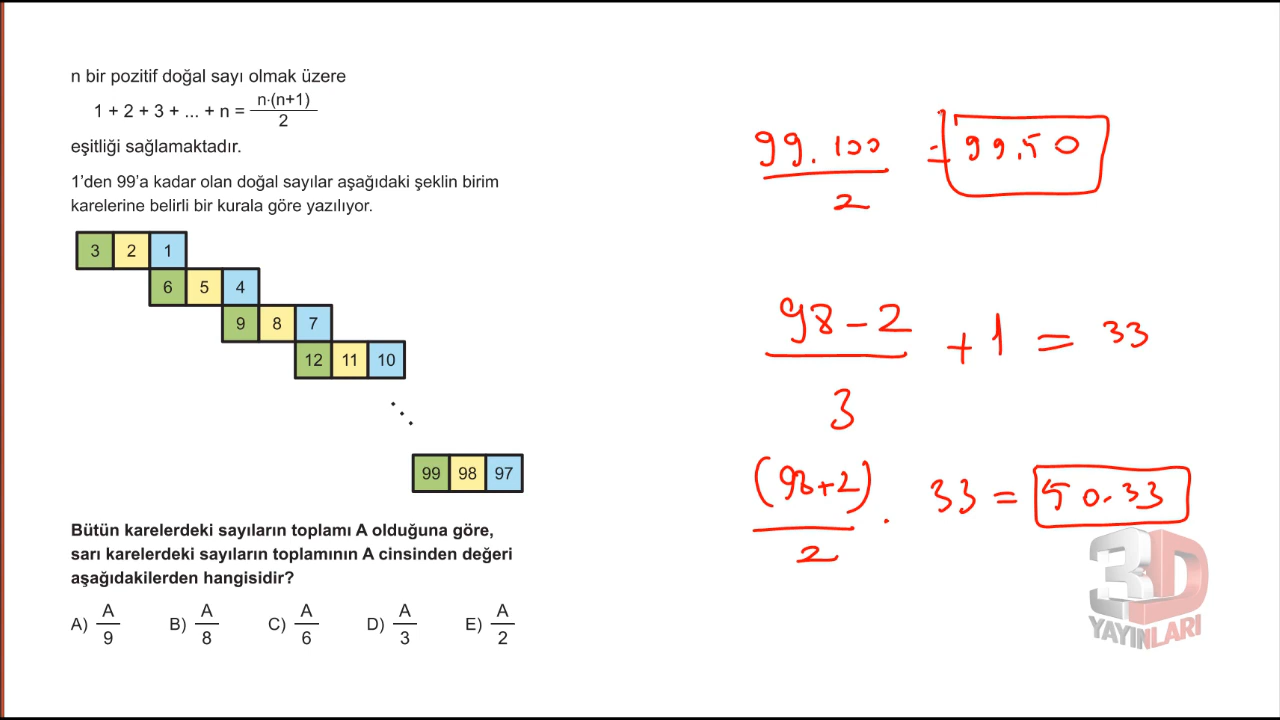 n bir pozitif doğal sayı olmak üzere
1 + 2 + 3 + ... + n = n·(n+1)
2
eşitliği sağlamaktadır.
1'den 99'a kadar olan doğal sayılar aşağıdaki şeklin birim
karelerine belirli bir kurala göre yazılıyor.
3 2 1
6 5 4
9 8 7
12 11 10
99 98 97
Bütün karelerdeki sayıların toplamı A olduğuna göre,
sarı karelerdeki sayıların toplamının A cinsinden değeri
aşağıdakilerden hangisidir?
A) A/9 B) A/8 C) A/6 D) A/3 E) A/2
99.100
2
= 99.50
98 - 2
3
+ 1 = 33
(98+2)
2
. 33 = 50.33
3D
YAYINLARI